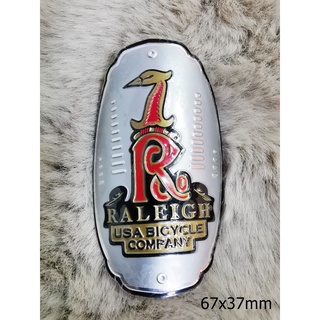 R
RALEIGH
USA BICYCLE
COMPANY
67x37mm